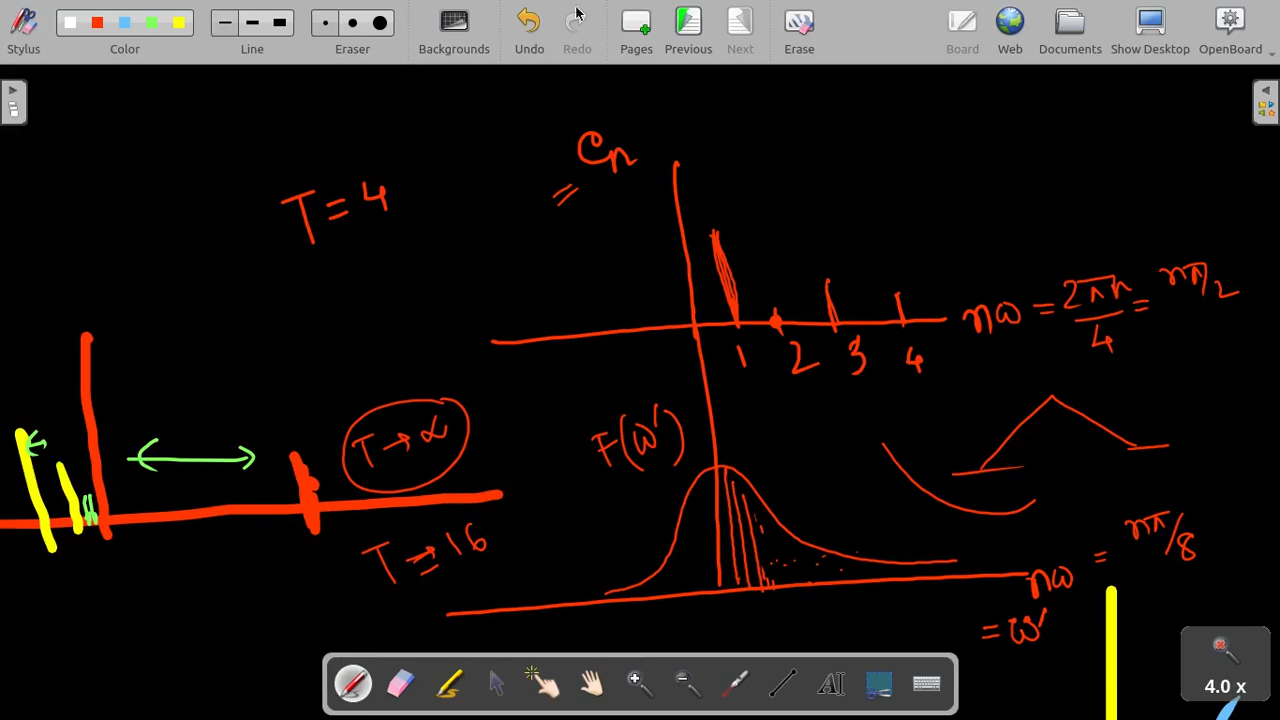 Stylus Color Line Eraser Backgrounds Undo Redo Pages Previous Next Erase Board Web Documents Show Desktop OpenBoard
Cn
=
T = 4
nω = 2πn/4 = nπ/2
1 2 3 4
T → ∝
F(ω')
T → 16
nω = nπ/8
= ω'
4.0 x